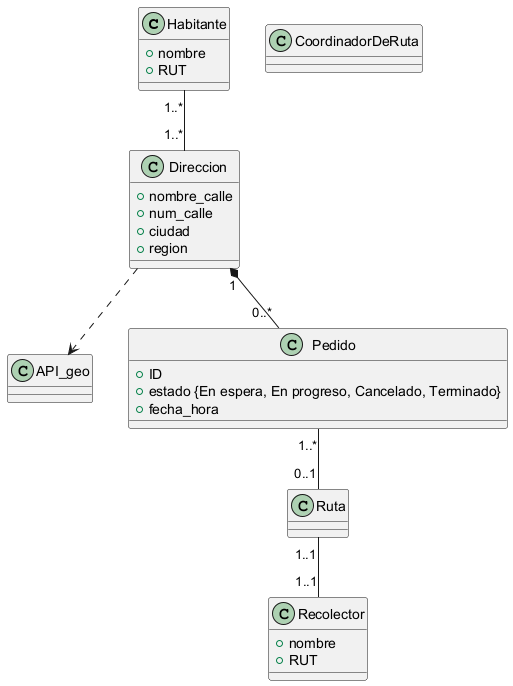 C Habitante
nombre
RUT
C CoordinadorDeRuta
1..*
1..*
C Direccion
nombre_calle
num_calle
ciudad
region
1
0..*
C API_geo
C Pedido
ID
estado {En espera, En progreso, Cancelado, Terminado}
fecha_hora
1..*
0..1
C Ruta
1..1
1..1
C Recolector
nombre
RUT